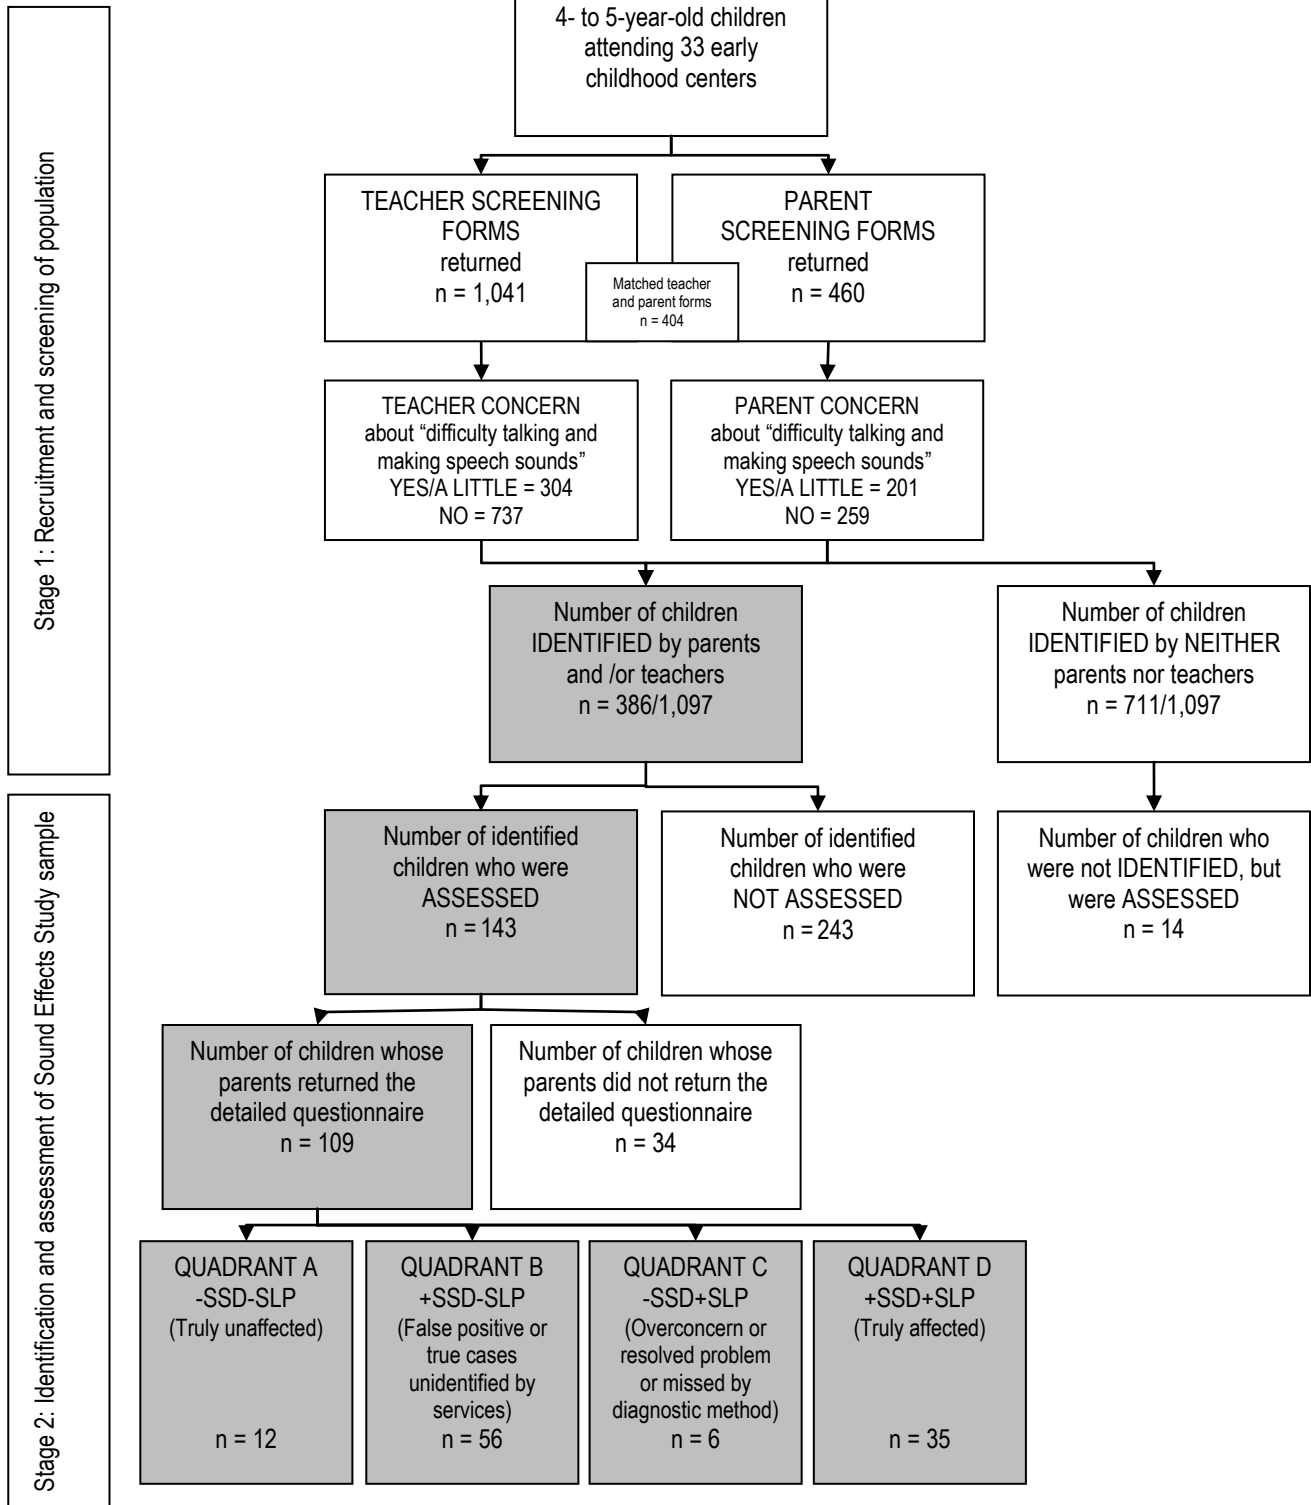 4- to 5-year-old children
attending 33 early
childhood centers
Stage 1: Recruitment and screening of population
TEACHER SCREENING
FORMS
returned
n = 1,041
PARENT
SCREENING FORMS
returned
n = 460
Matched teacher
and parent forms
n = 404
TEACHER CONCERN
about “difficulty talking and
making speech sounds”
YES/A LITTLE = 304
NO = 737
PARENT CONCERN
about “difficulty talking and
making speech sounds”
YES/A LITTLE = 201
NO = 259
Number of children
IDENTIFIED by parents
and /or teachers
n = 386/1,097
Number of children
IDENTIFIED by NEITHER
parents nor teachers
n = 711/1,097
Stage 2: Identification and assessment of Sound Effects Study sample
Number of identified
children who were
ASSESSED
n = 143
Number of identified
children who were
NOT ASSESSED
n = 243
Number of children who
were not IDENTIFIED, but
were ASSESSED
n = 14
Number of children whose
parents returned the
detailed questionnaire
n = 109
Number of children whose
parents did not return the
detailed questionnaire
n = 34
QUADRANT A
-SSD-SLP
(Truly unaffected)
n = 12
QUADRANT B
+SSD-SLP
(False positive or
true cases
unidentified by
services)
n = 56
QUADRANT C
-SSD+SLP
(Overconcern or
resolved problem
or missed by
diagnostic method)
n = 6
QUADRANT D
+SSD+SLP
(Truly affected)
n = 35